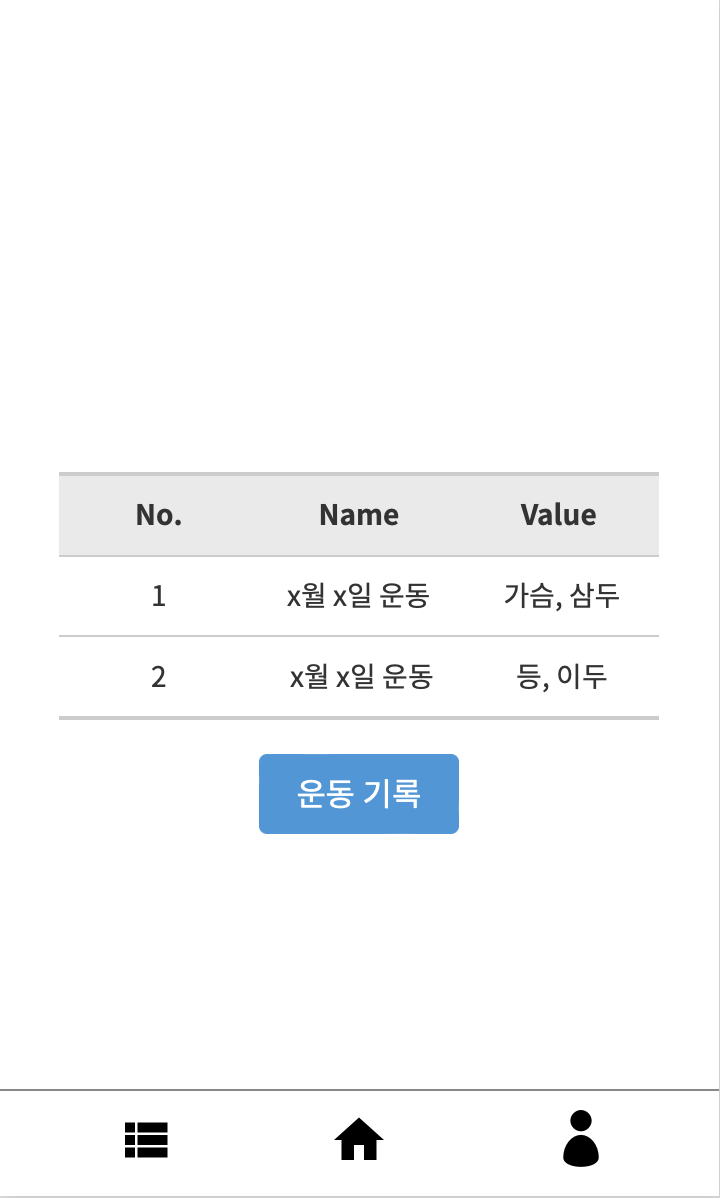 No. Name Value
1 x월 x일 운동 가슴, 삼두
2 x월 x일 운동 등, 이두
운동 기록